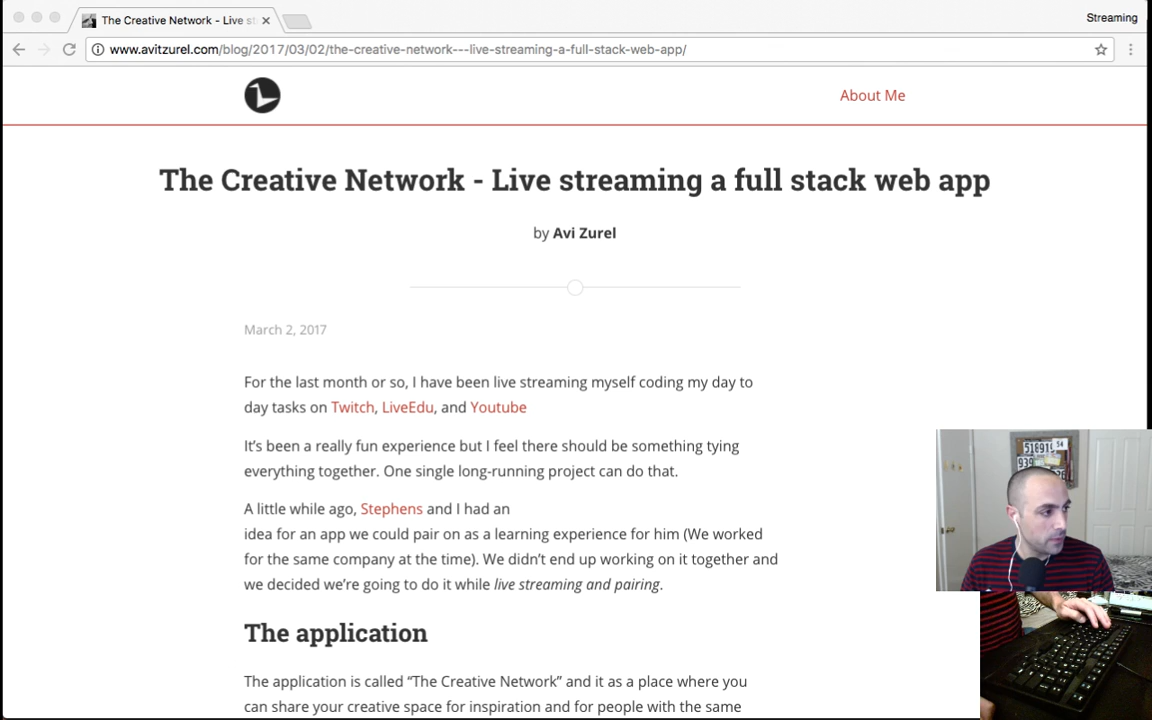 The Creative Network - Live st
Streaming
www.avitzurel.com/blog/2017/03/02/the-creative-network---live-streaming-a-full-stack-web-app/
About Me
The Creative Network - Live streaming a full stack web app
by Avi Zurel
March 2, 2017
For the last month or so, I have been live streaming myself coding my day to
day tasks on Twitch, LiveEdu, and Youtube
It's been a really fun experience but I feel there should be something tying
everything together. One single long-running project can do that.
A little while ago, Stephens and I had an
idea for an app we could pair on as a learning experience for him (We worked
for the same company at the time). We didn't end up working on it together and
we decided we're going to do it while live streaming and pairing.
The application
The application is called “The Creative Network” and it as a place where you
can share your creative space for inspiration and for people with the same